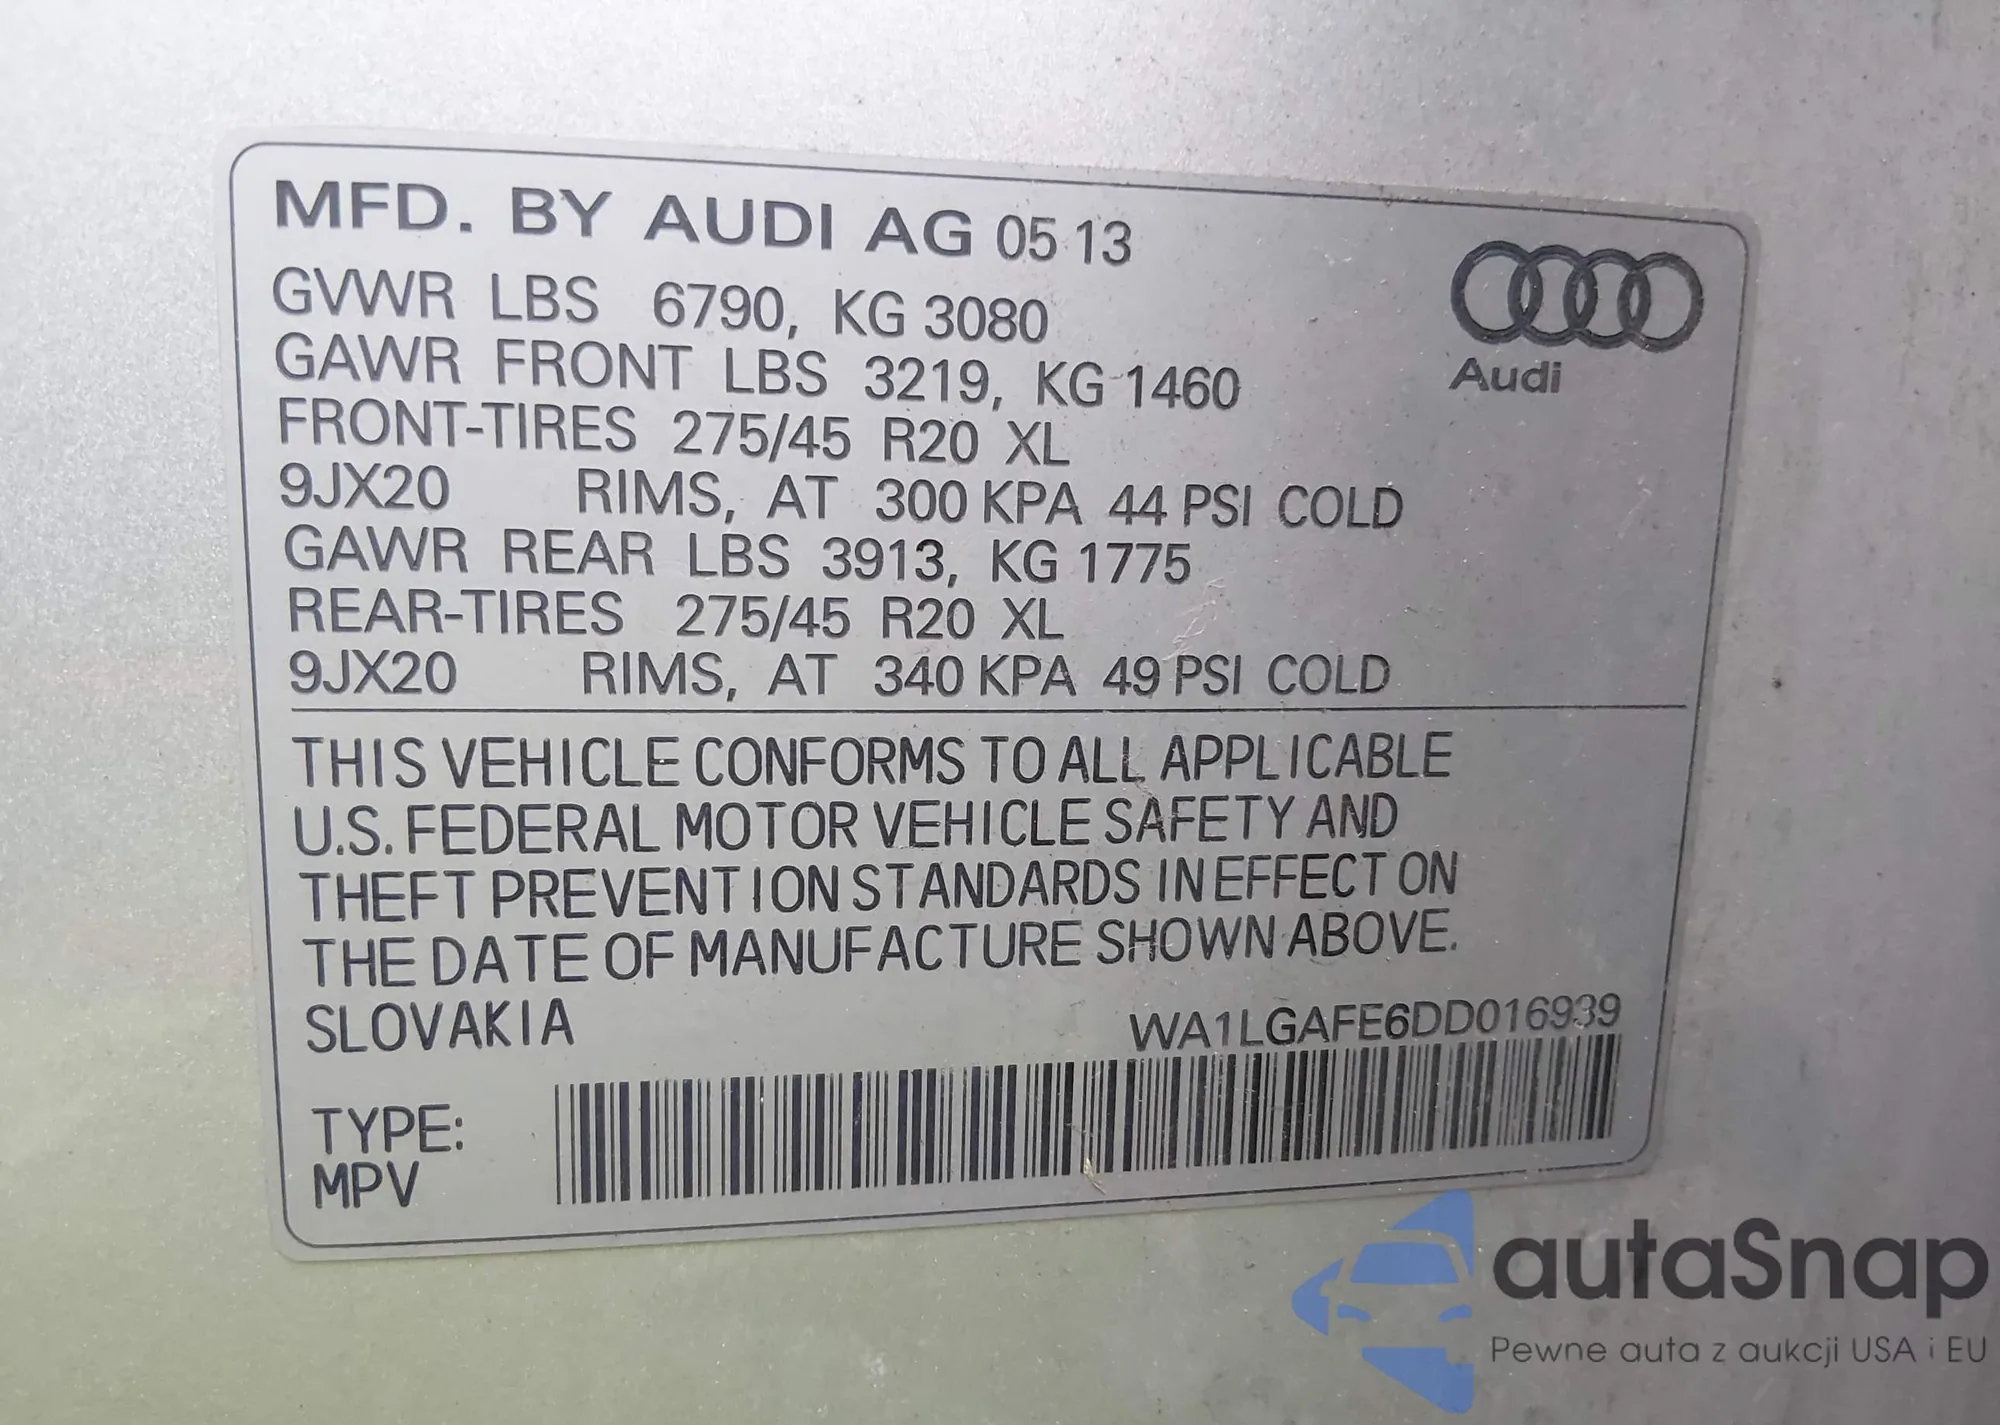 MFD. BY AUDI AG 05 13
GVWR LBS 6790, KG 3080
GAWR FRONT LBS 3219, KG 1460
FRONT-TIRES 275/45 R20 XL
9JX20 RIMS, AT 300 KPA 44 PSI COLD
GAWR REAR LBS 3913, KG 1775
REAR-TIRES 275/45 R20 XL
9JX20 RIMS, AT 340 KPA 49 PSI COLD
Audi
THIS VEHICLE CONFORMS TO ALL APPLICABLE
U.S. FEDERAL MOTOR VEHICLE SAFETY AND
THEFT PREVENTION STANDARDS IN EFFECT ON
THE DATE OF MANUFACTURE SHOWN ABOVE.
SLOVAKIA WA1LGAFE6DD016939
TYPE:
MPV
autaSnap
Pewne auta z aukcji USA i EU